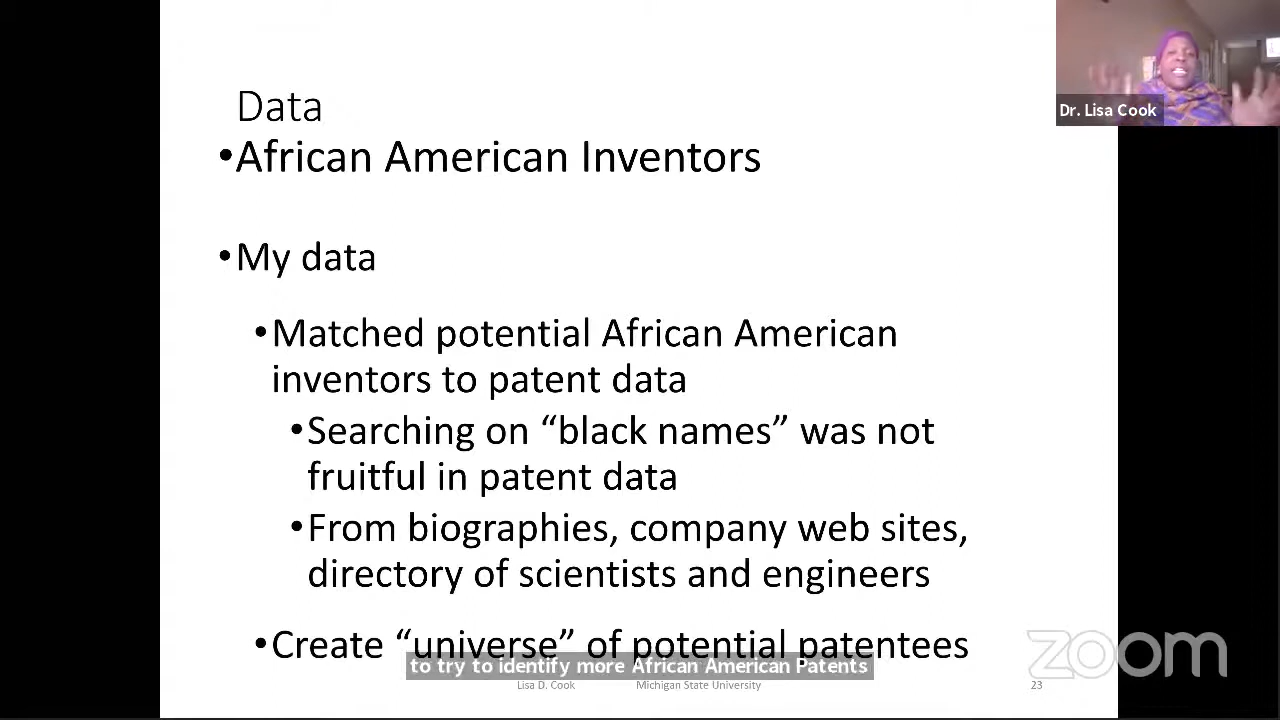 Dr. Lisa Cook
Data
•African American Inventors
•My data
•Matched potential African American
inventors to patent data
•Searching on “black names” was not
fruitful in patent data
•From biographies, company web sites,
directory of scientists and engineers
•Create “universe” of potential patentees
to try to identify more African American Patents
Lisa D. Cook Michigan State University 23
zoom